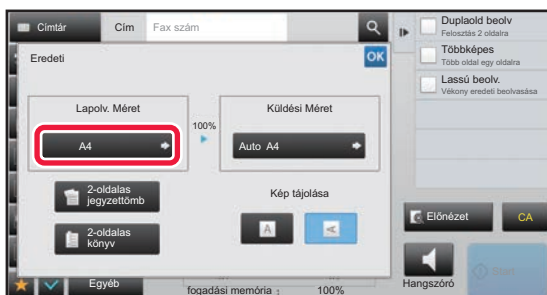 Címtár
Cím
Fax szám
Eredeti
OK
Lapolv. Méret
A4
100%
Küldési Méret
Auto A4
2-oldalas
jegyzettömb
2-oldalas
könyv
Kép tájolása
A
A
Egyéb
fogadási memória :
100%
Duplaold beolv
Felosztás 2 oldalra
Többképes
Több oldal egy oldalra
Lassú beolv.
Vékony eredeti beolvasása
Előnézet
CA
Hangszóró
Start